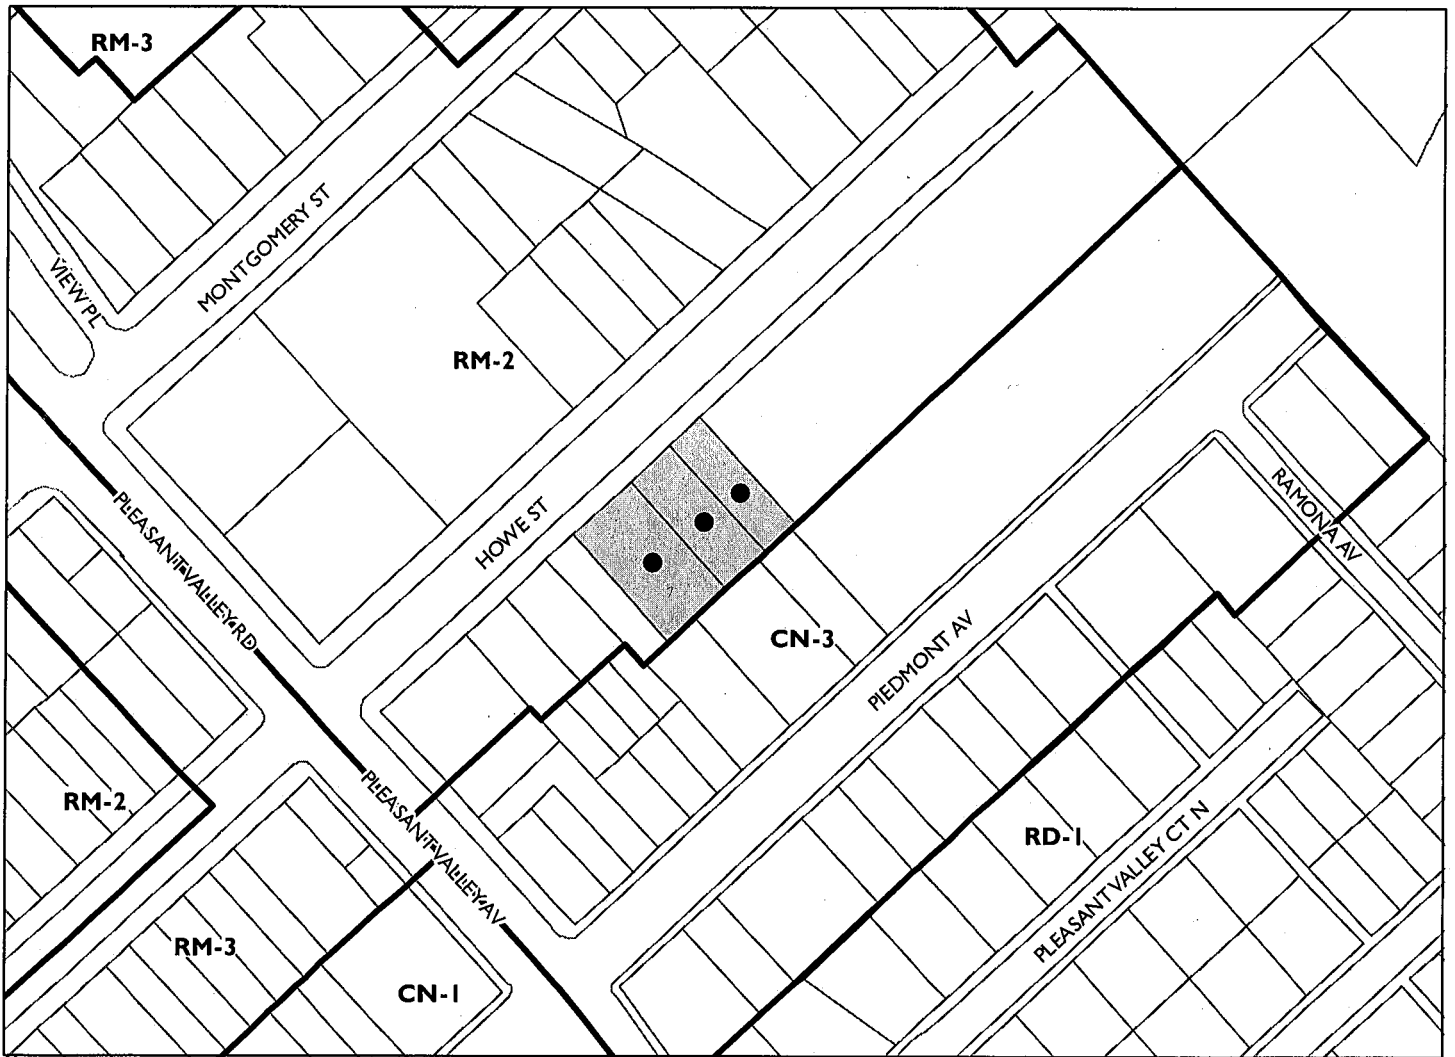 RM-3
MONTGOMERY ST
VIEW PL
RM-2
PLEASANT VALLEY RD
HOWE ST
RAMONA AV
CN-3
PIEDMONT AV
PLEASANT VALLEY AV
RM-2
RD-1
PLEASANT VALLEY CT N
RM-3
CN-1